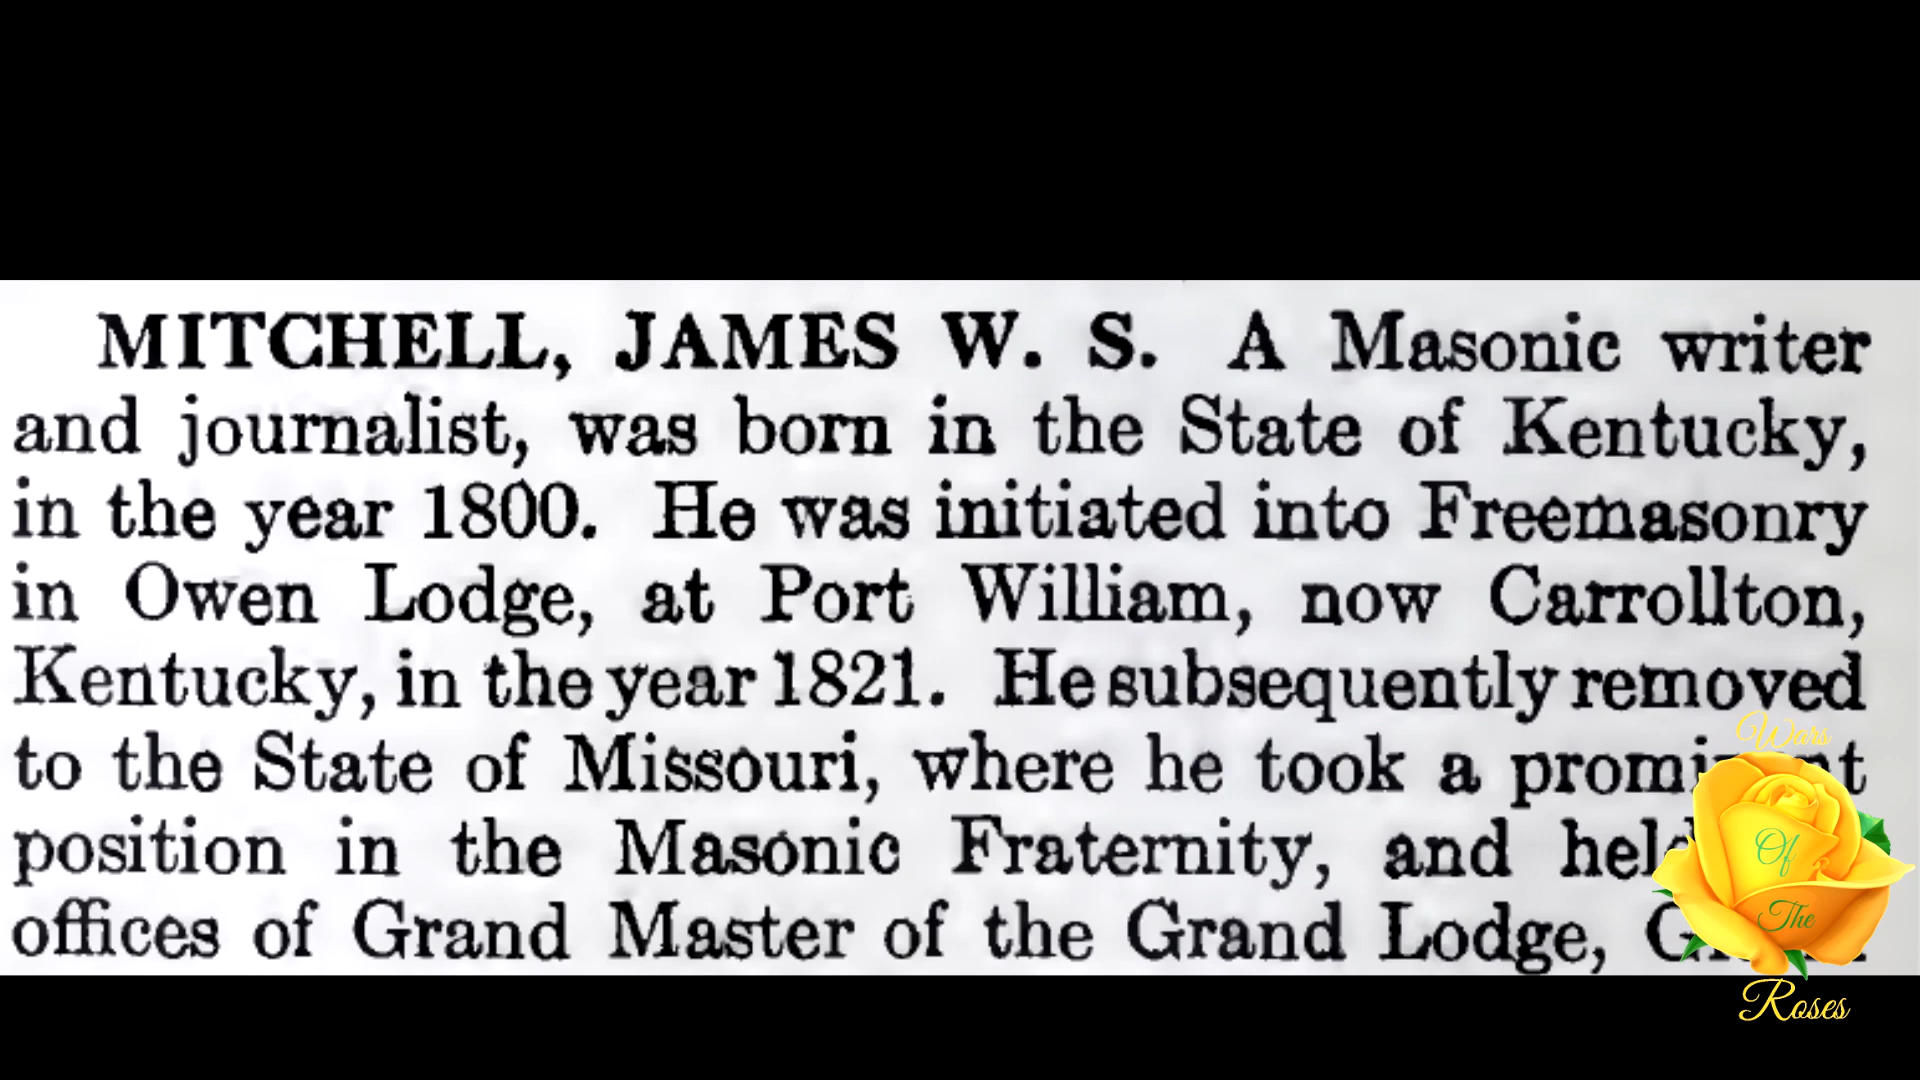 MITCHELL, JAMES W. S. A Masonic writer
and journalist, was born in the State of Kentucky,
in the year 1800. He was initiated into Freemasonry
in Owen Lodge, at Port William, now Carrollton,
Kentucky, in the year 1821. He subsequently removed
to the State of Missouri, where he took a
position in the Masonic Fraternity, and
offices of Grand Master of the Grand Lodge,
Wars
Of
The
Roses